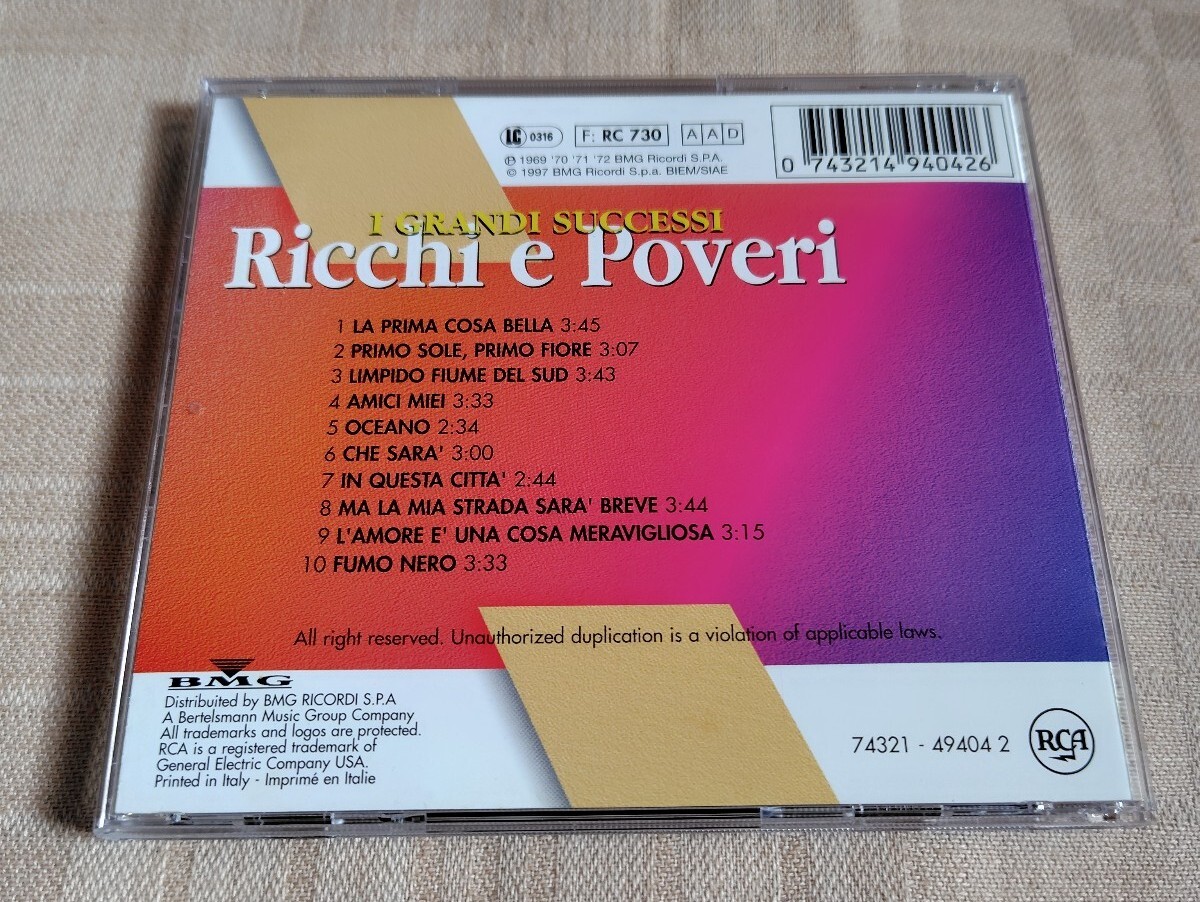 LC 0316 F: RC 730 A A D
℗ 1969 '70 '71 '72 BMG Ricordi S.P.A.
© 1997 BMG Ricordi S.p.a. BIEM/SIAE
0 743214 940426
I GRANDI SUCCESSI
Ricchi e Poveri
1 LA PRIMA COSA BELLA 3:45
2 PRIMO SOLE, PRIMO FIORE 3:07
3 LIMPIDO FIUME DEL SUD 3:43
4 AMICI MIEI 3:33
5 OCEANO 2:34
6 CHE SARA' 3:00
7 IN QUESTA CITTA' 2:44
8 MA LA MIA STRADA SARA' BREVE 3:44
9 L'AMORE E' UNA COSA MERAVIGLIOSA 3:15
10 FUMO NERO 3:33
All right reserved. Unauthorized duplication is a violation of applicable laws.
BMG
Distribuited by BMG RICORDI S.P.A
A Bertelsmann Music Group Company
All trademarks and logos are protected.
RCA is a registered trademark of
General Electric Company USA.
Printed in Italy - Imprimé en Italie
74321 - 49404 2
RCA